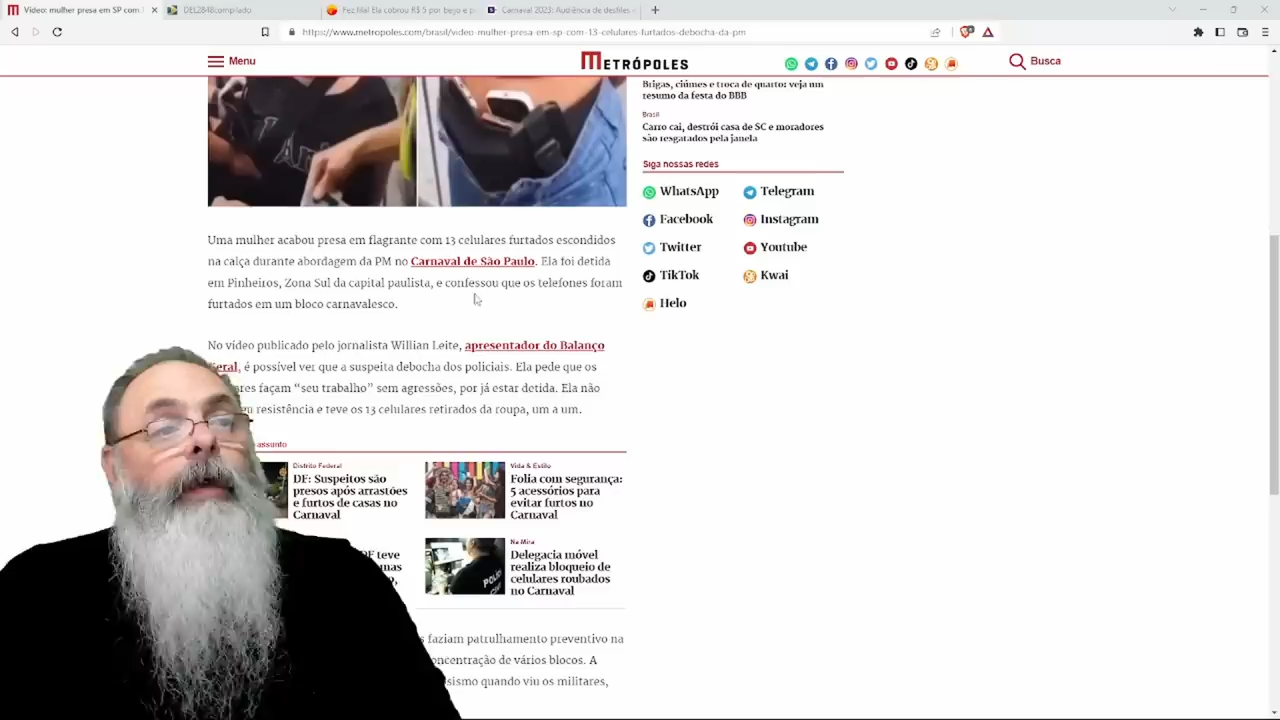 Vídeo: mulher presa em SP com
DEL2848compilado
Fez Mal Ela cobrou R$ 5 por beijo e p
Carnaval 2023: Audiência de desfiles
https://www.metropoles.com/brasil/video-mulher-presa-em-sp-com-13-celulares-furtados-debocha-da-pm
Menu
METRÓPOLES
Busca
Brigas, ciúmes e troca de quarto: veja um
resumo da festa do BBB
Brasil
Carro cai, destrói casa de SC e moradores
são resgatados pela janela
Siga nossas redes
WhatsApp
Telegram
Facebook
Instagram
Twitter
Youtube
TikTok
Kwai
Helo
Uma mulher acabou presa em flagrante com 13 celulares furtados escondidos
na calça durante abordagem da PM no Carnaval de São Paulo. Ela foi detida
em Pinheiros, Zona Sul da capital paulista, e confessou que os telefones foram
furtados em um bloco carnavalesco.
No vídeo publicado pelo jornalista Willian Leite, apresentador do Balanço
eral, é possível ver que a suspeita debocha dos policiais. Ela pede que os
ares façam “seu trabalho” sem agressões, por já estar detida. Ela não
u resistência e teve os 13 celulares retirados da roupa, um a um.
assunto
Distrito Federal
DF: Suspeitos são
presos após arrastões
e furtos de casas no
Carnaval
Vida & Estilo
Folia com segurança:
5 acessórios para
evitar furtos no
Carnaval
DF teve
Na Mira
Delegacia móvel
realiza bloqueio de
celulares roubados
no Carnaval
POLÍC
s faziam patrulhamento preventivo na
oncentração de vários blocos. A
sismo quando viu os militares,